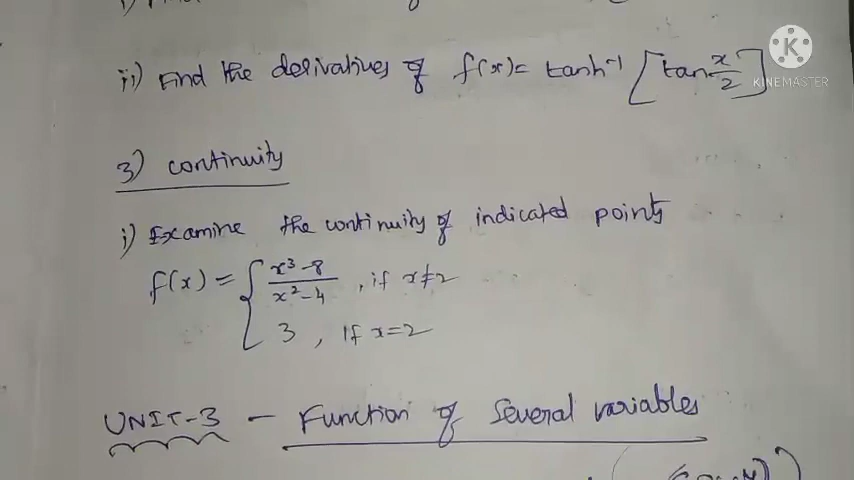 K
KINEMASTER
ii) Find the derivatives of f(x) = tanh⁻¹ [tan x/2]
3) continuity
i) Examine the continuity of indicated points
f(x) = { x³-8 / x²-4 , if x≠2
3 , if x=2
UNIT-3 - Function of Several variables